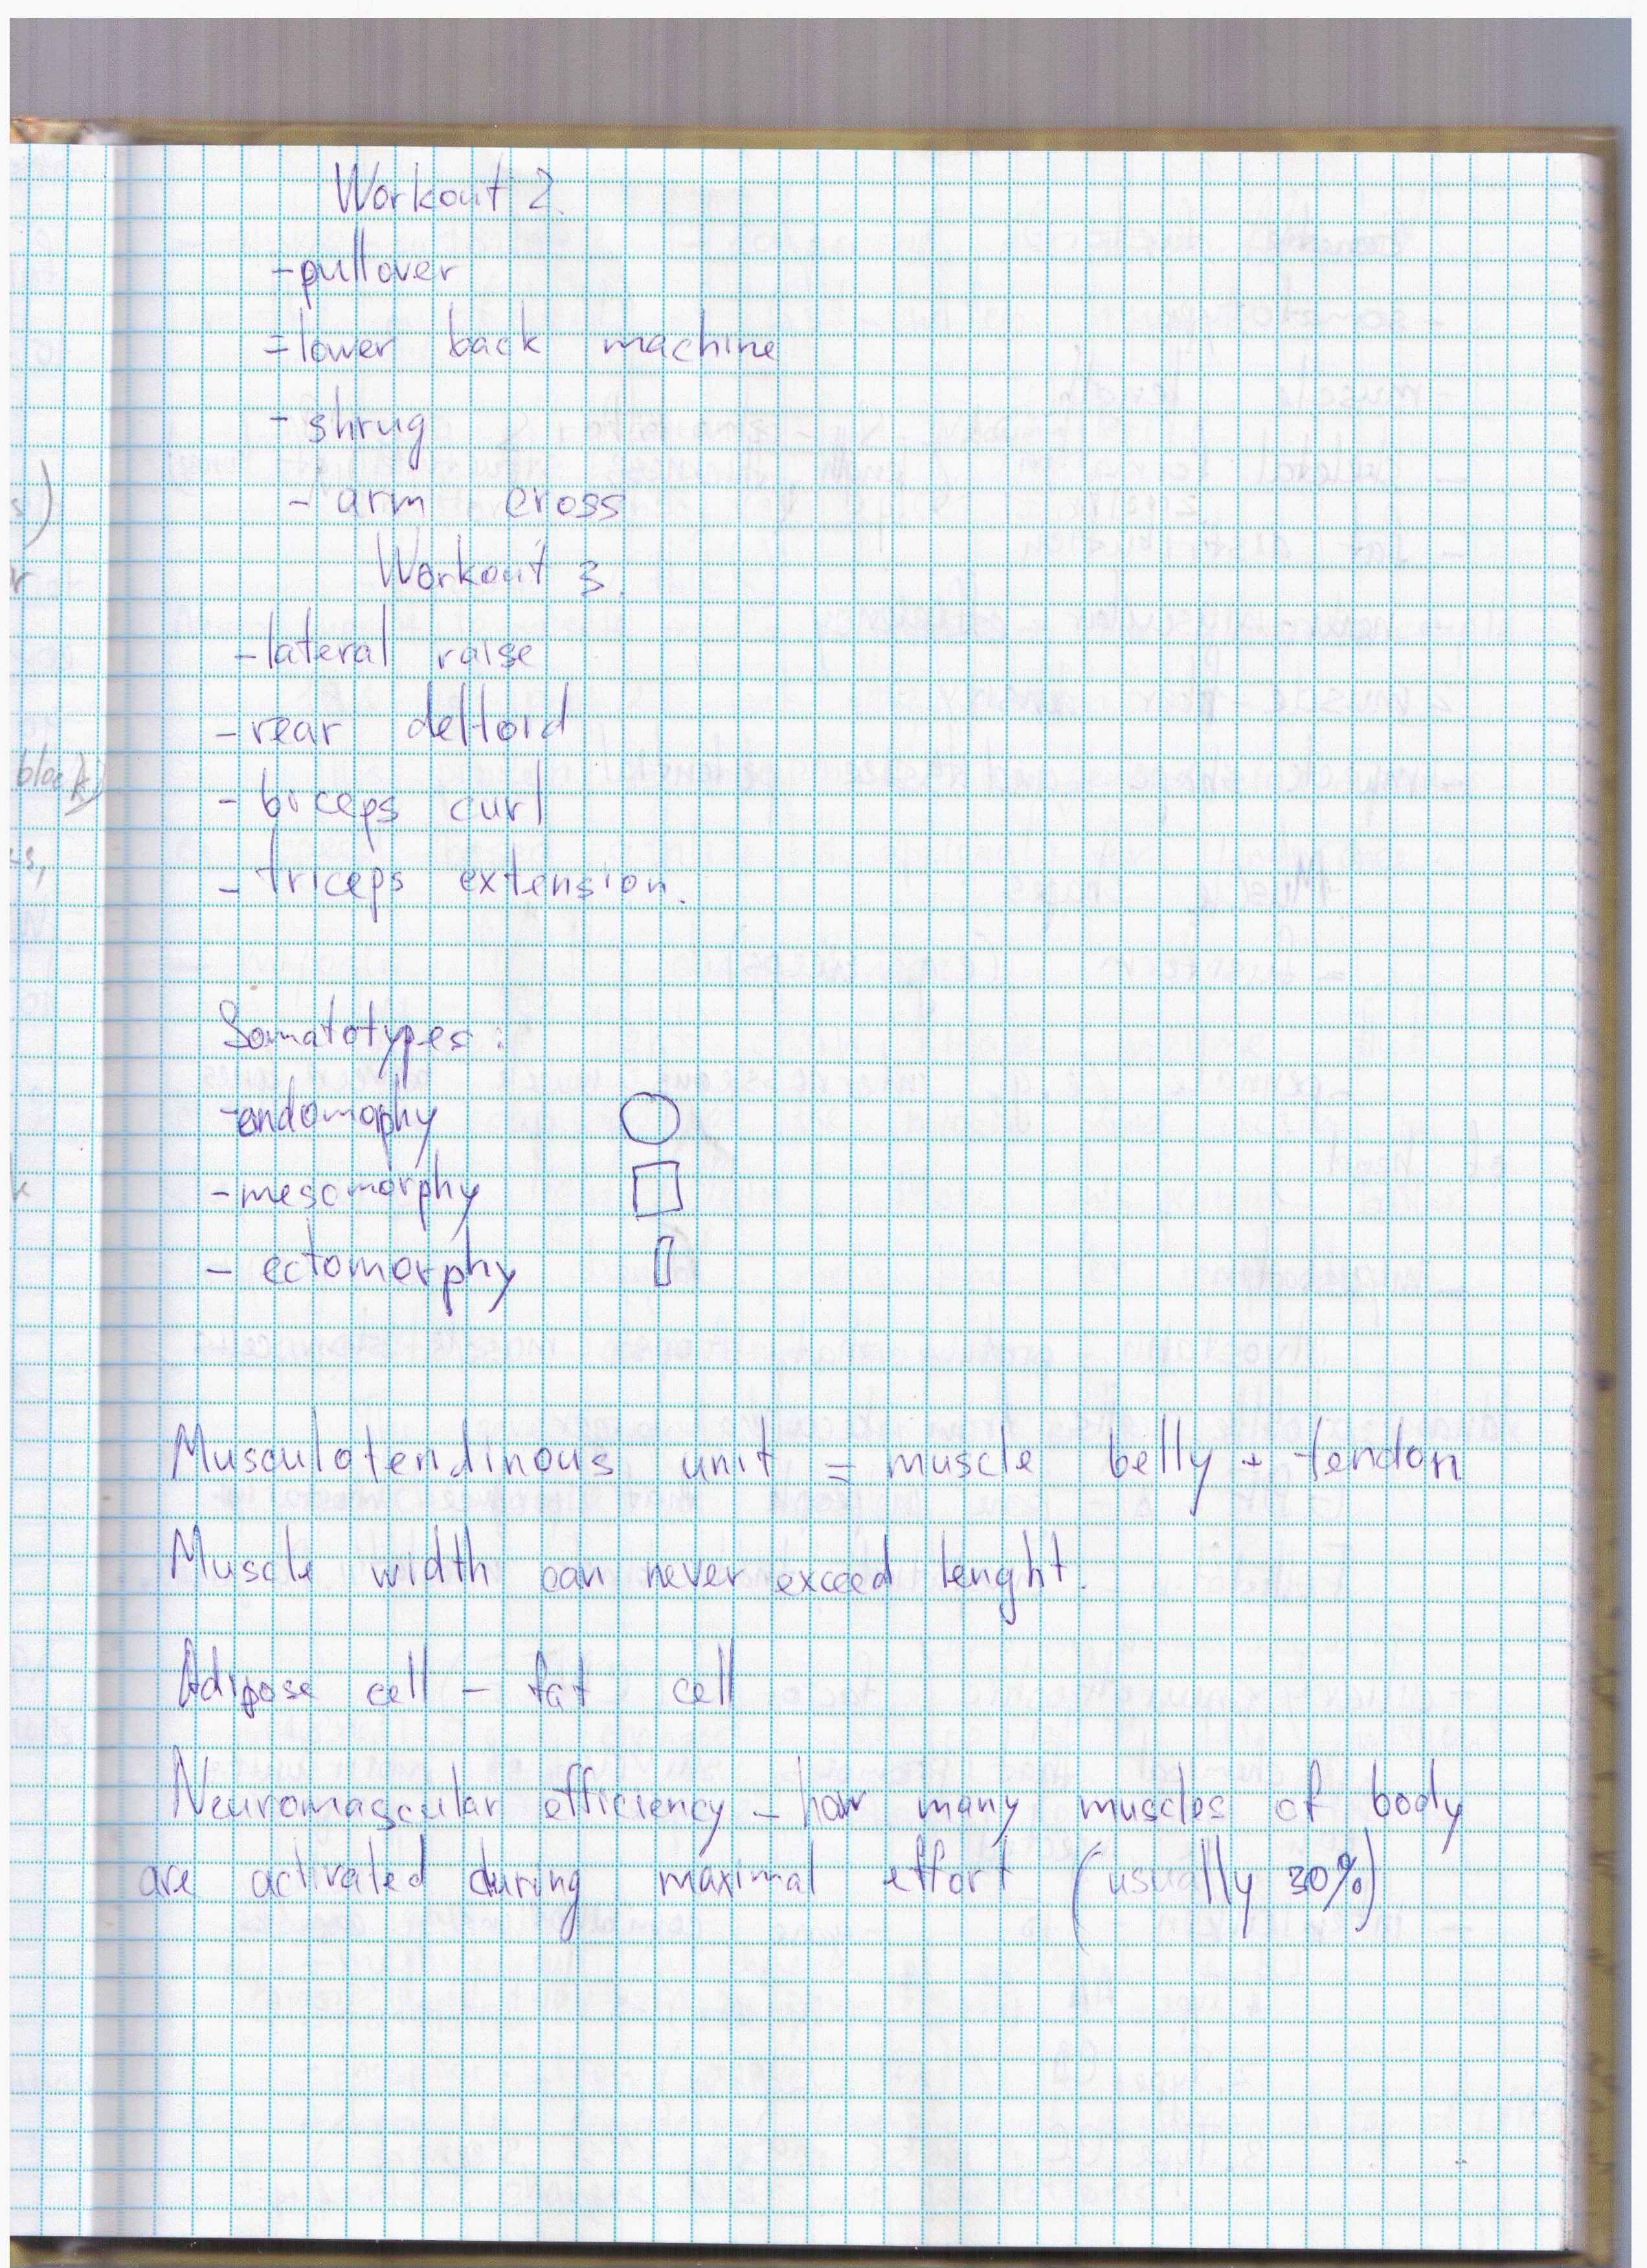 Workout 2.
- pullover
- lower back machine
- shrug
- arm cross
Workout 3.
- lateral raise
- rear deltoid
- biceps curl
- triceps extension.
Somatotypes:
- endomophy
- mesomorphy
- ectomorphy
Musculotendinous unit = muscle belly + tendon
Muscle width can never exceed lenght.
Adipose cell - fat cell
Neuromascular efficiency - how many muscles of body
are activated during maximal effort (usually 30%)
block)